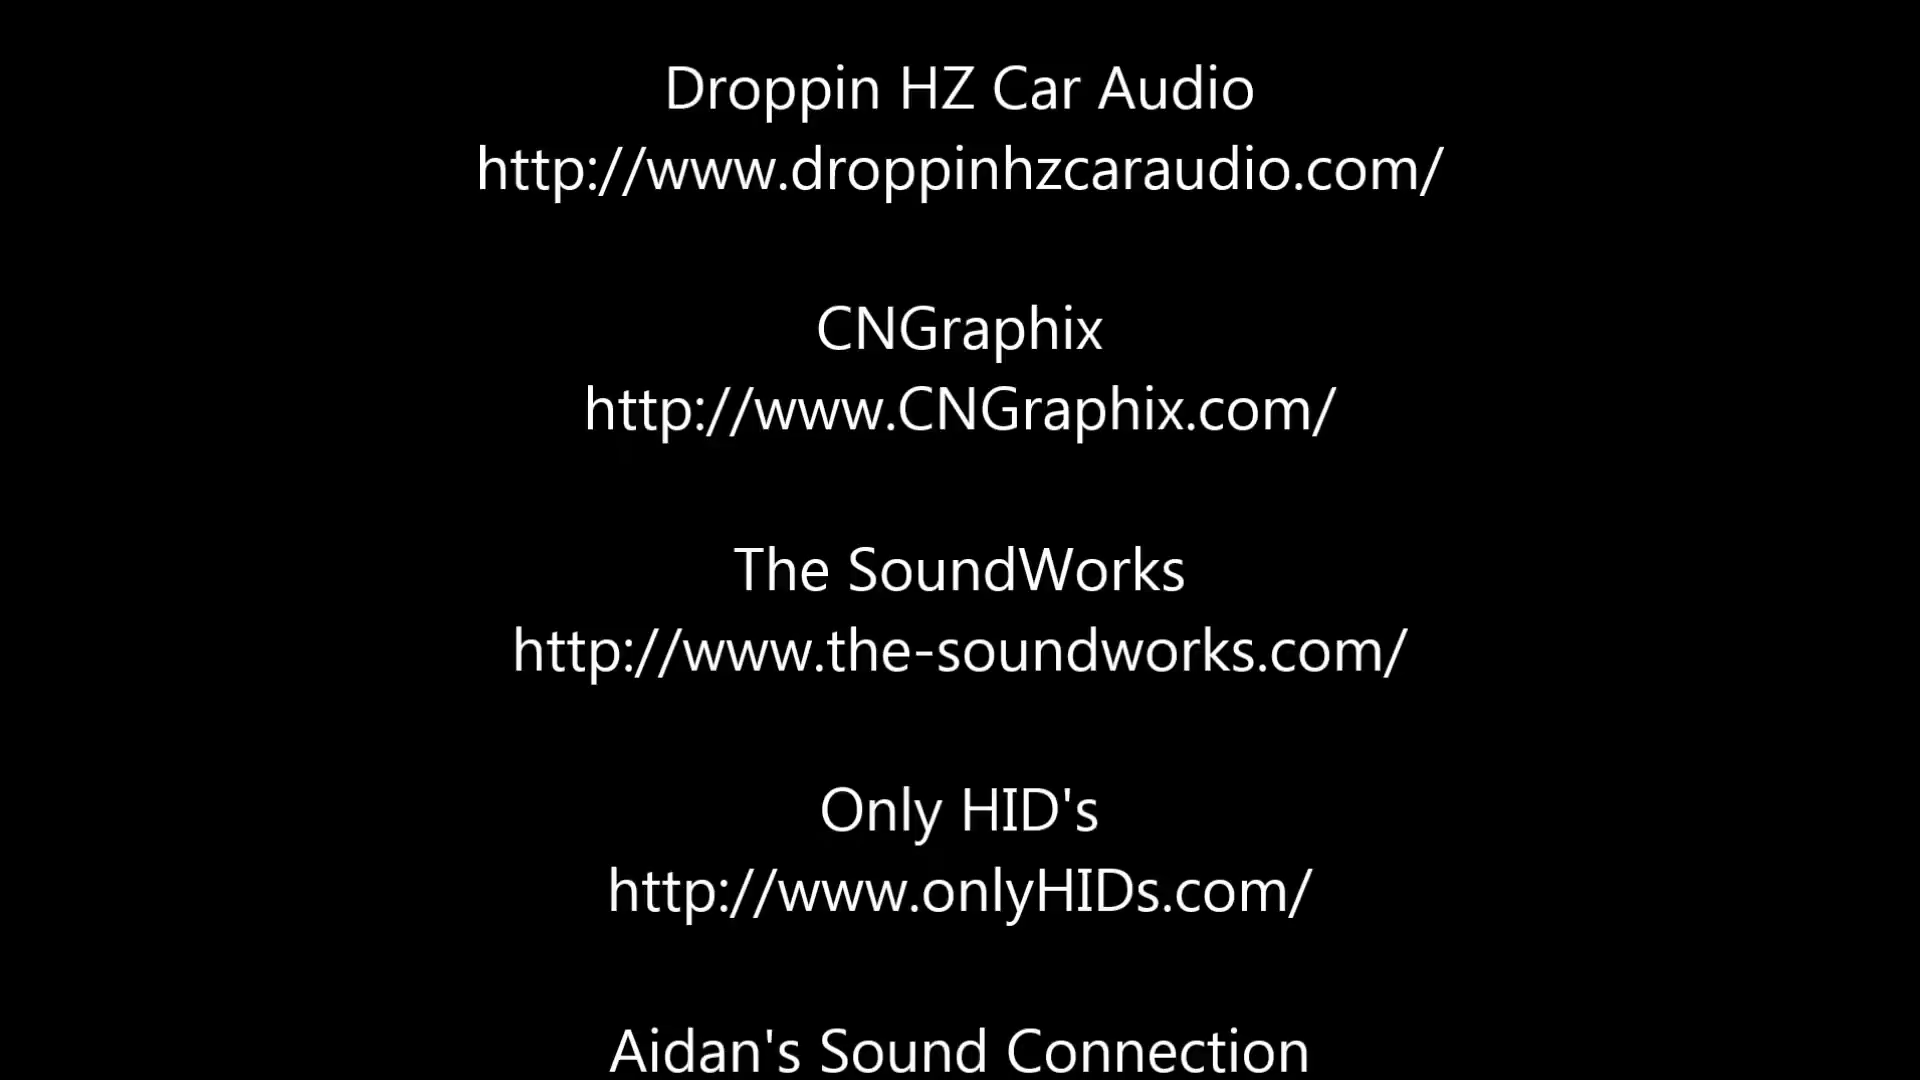 Droppin HZ Car Audio
http://www.droppinhzcaraudio.com/
CNGraphix
http://www.CNGraphix.com/
The SoundWorks
http://www.the-soundworks.com/
Only HID's
http://www.onlyHIDs.com/
Aidan's Sound Connection